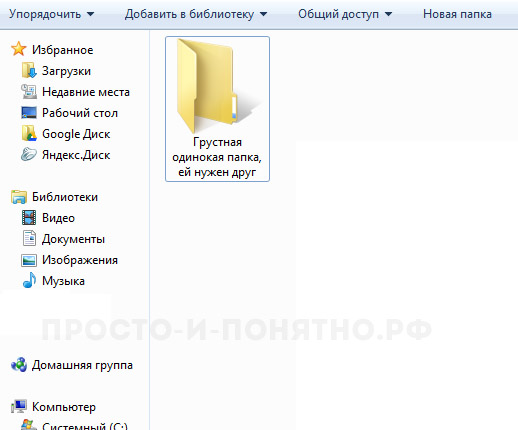 Упорядочить Добавить в библиотеку Общий доступ Новая папка
Избранное
Загрузки
Недавние места
Рабочий стол
Google Диск
Яндекс.Диск
Библиотеки
Видео
Документы
Изображения
Музыка
Домашняя группа
Компьютер
Системный (C:)
Грустная
одинокая папка,
ей нужен друг
ПРОСТО-И-ПОНЯТНО.РФ